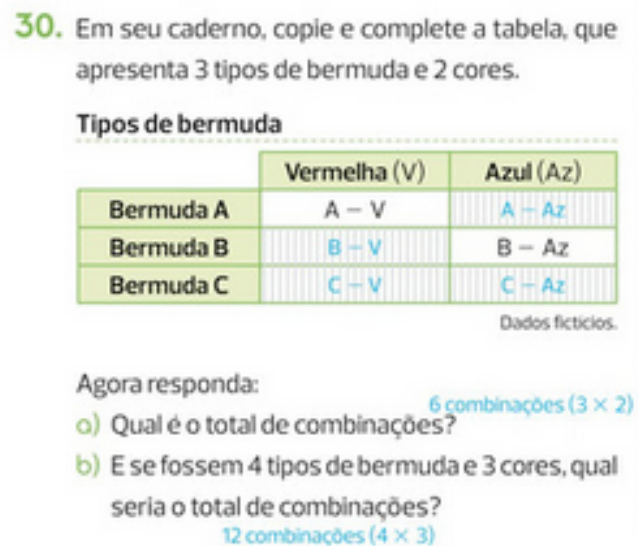 30. Em seu caderno, copie e complete a tabela, que
apresenta 3 tipos de bermuda e 2 cores.
Tipos de bermuda
Vermelha (V) Azul (Az)
Bermuda A A – V A – Az
Bermuda B B – V B – Az
Bermuda C C – V C – Az
Dados fictícios.
Agora responda:
6 combinações (3 × 2)
a) Qual é o total de combinações?
b) E se fossem 4 tipos de bermuda e 3 cores, qual
seria o total de combinações?
12 combinações (4 × 3)